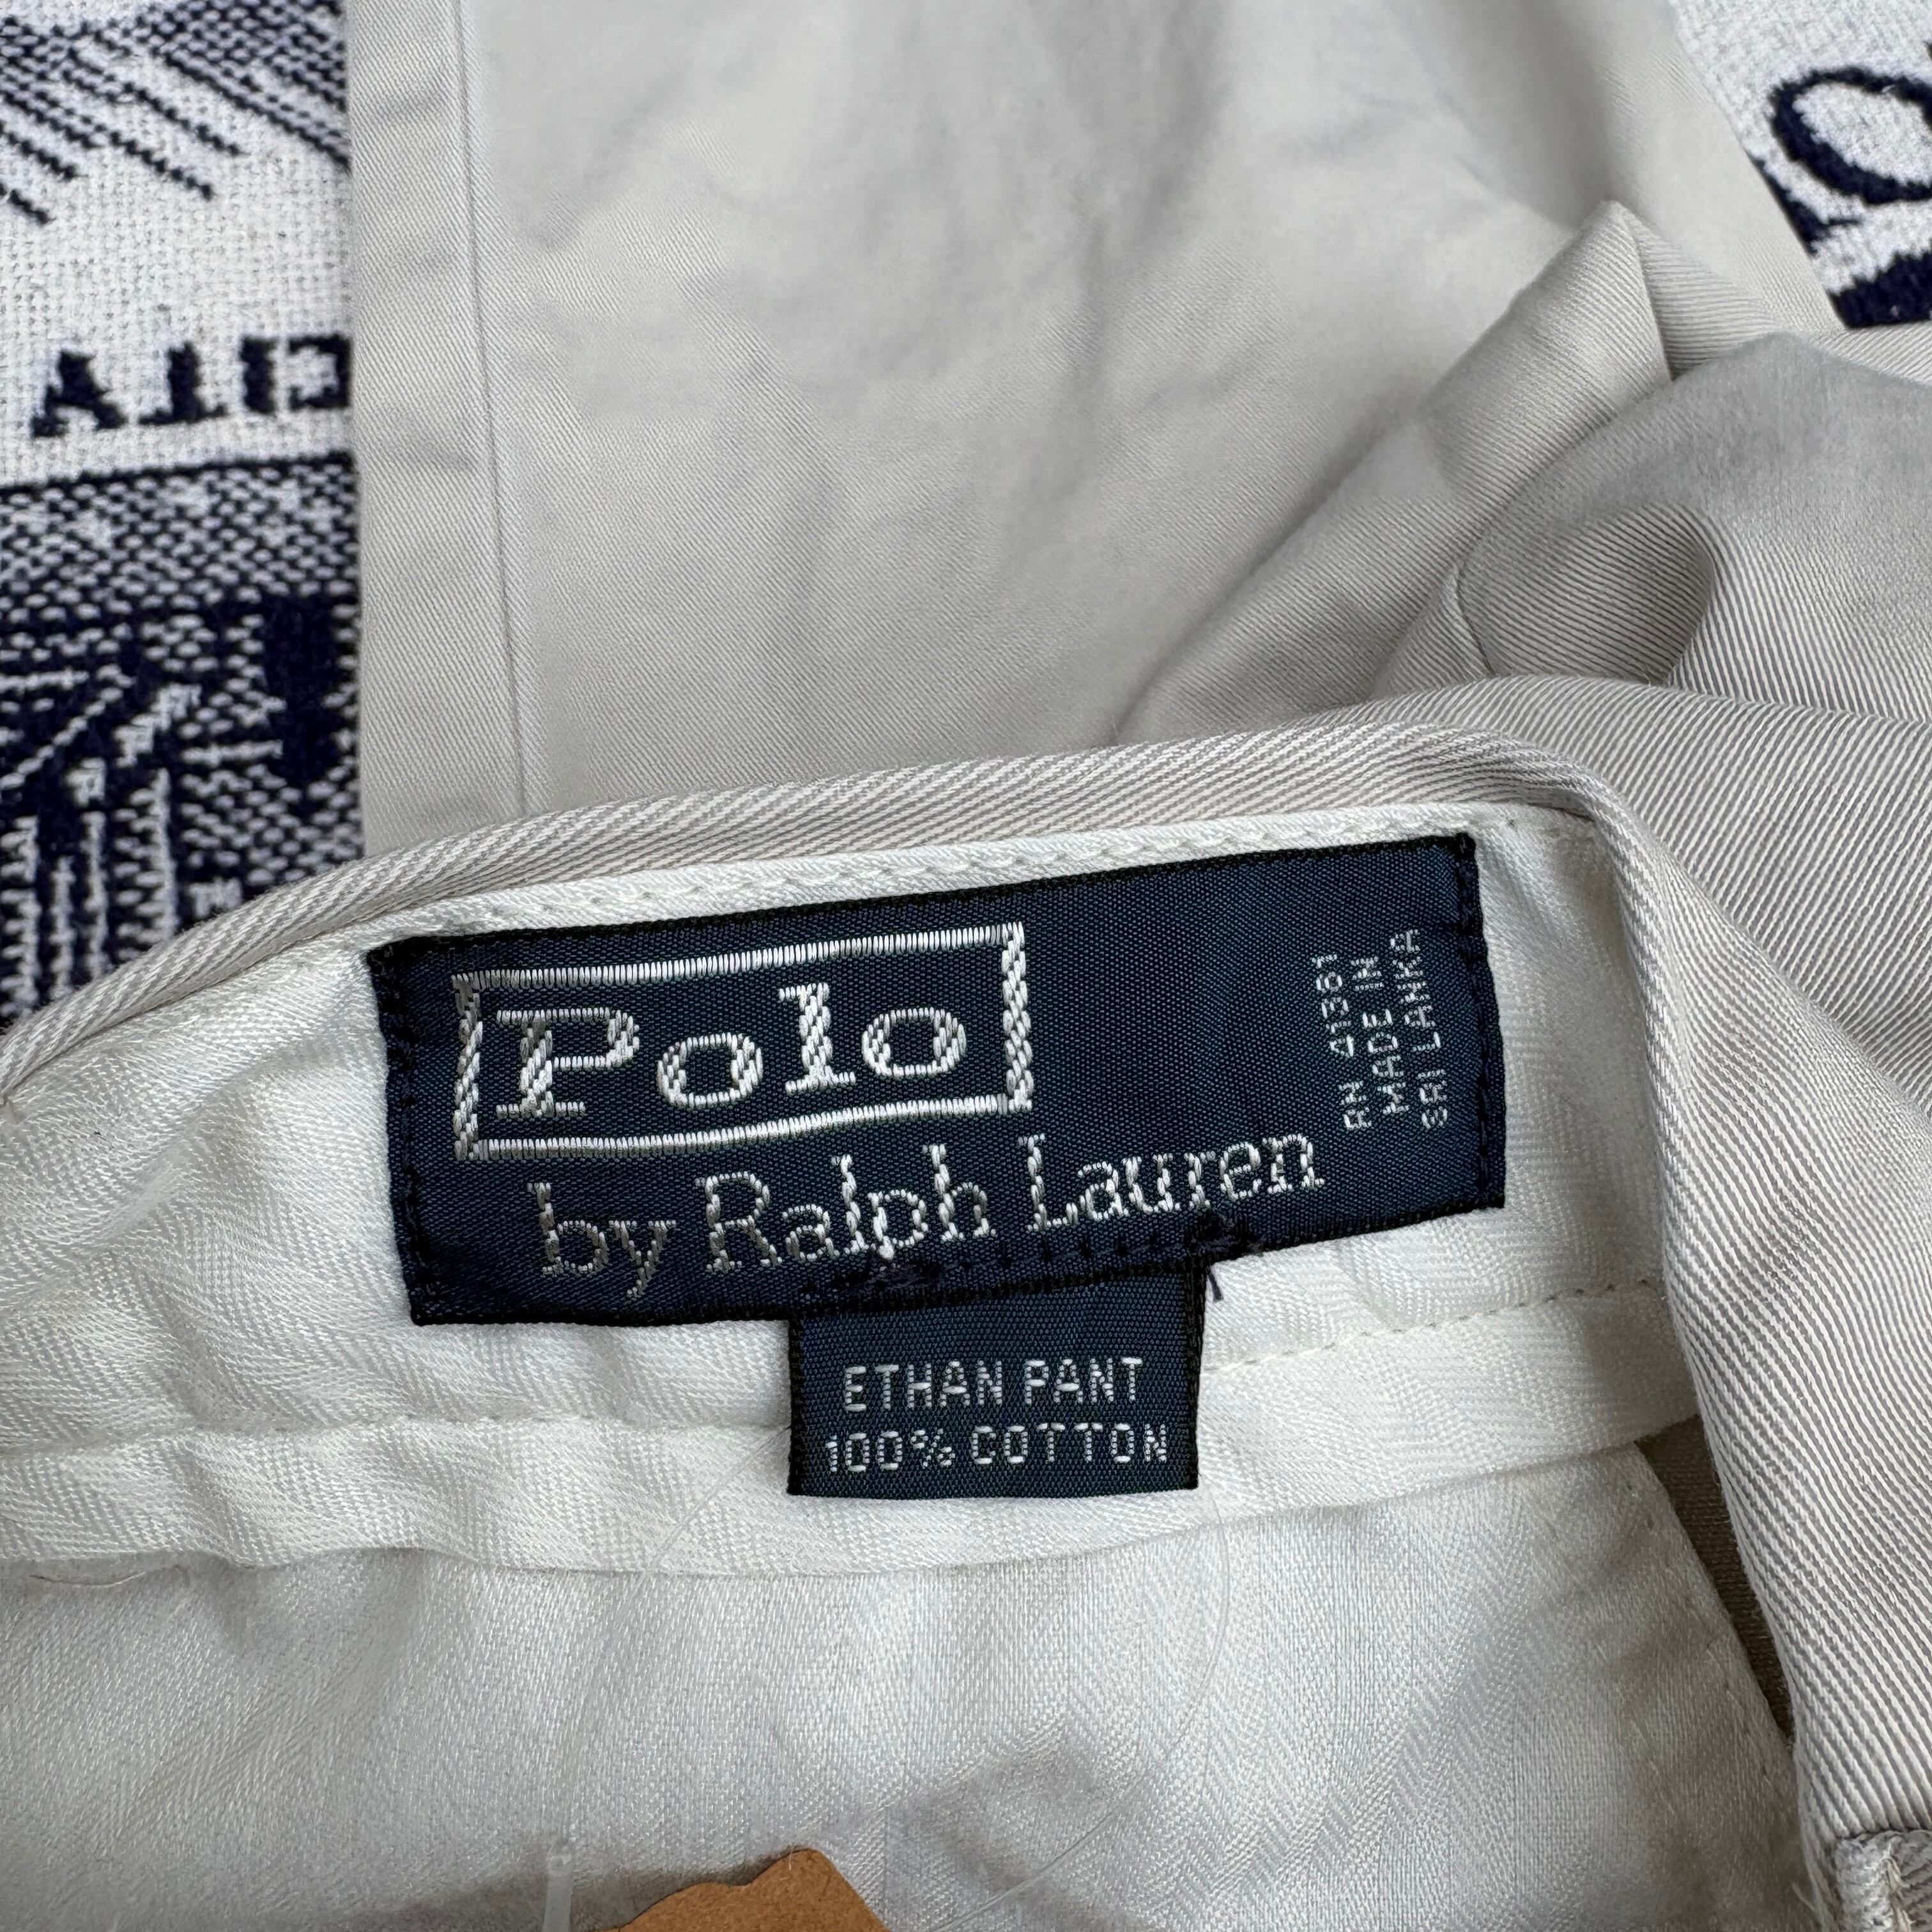 Polo
by Ralph Lauren
RN 41381
MADE IN
SRI LANKA
ETHAN PANT
100% COTTON